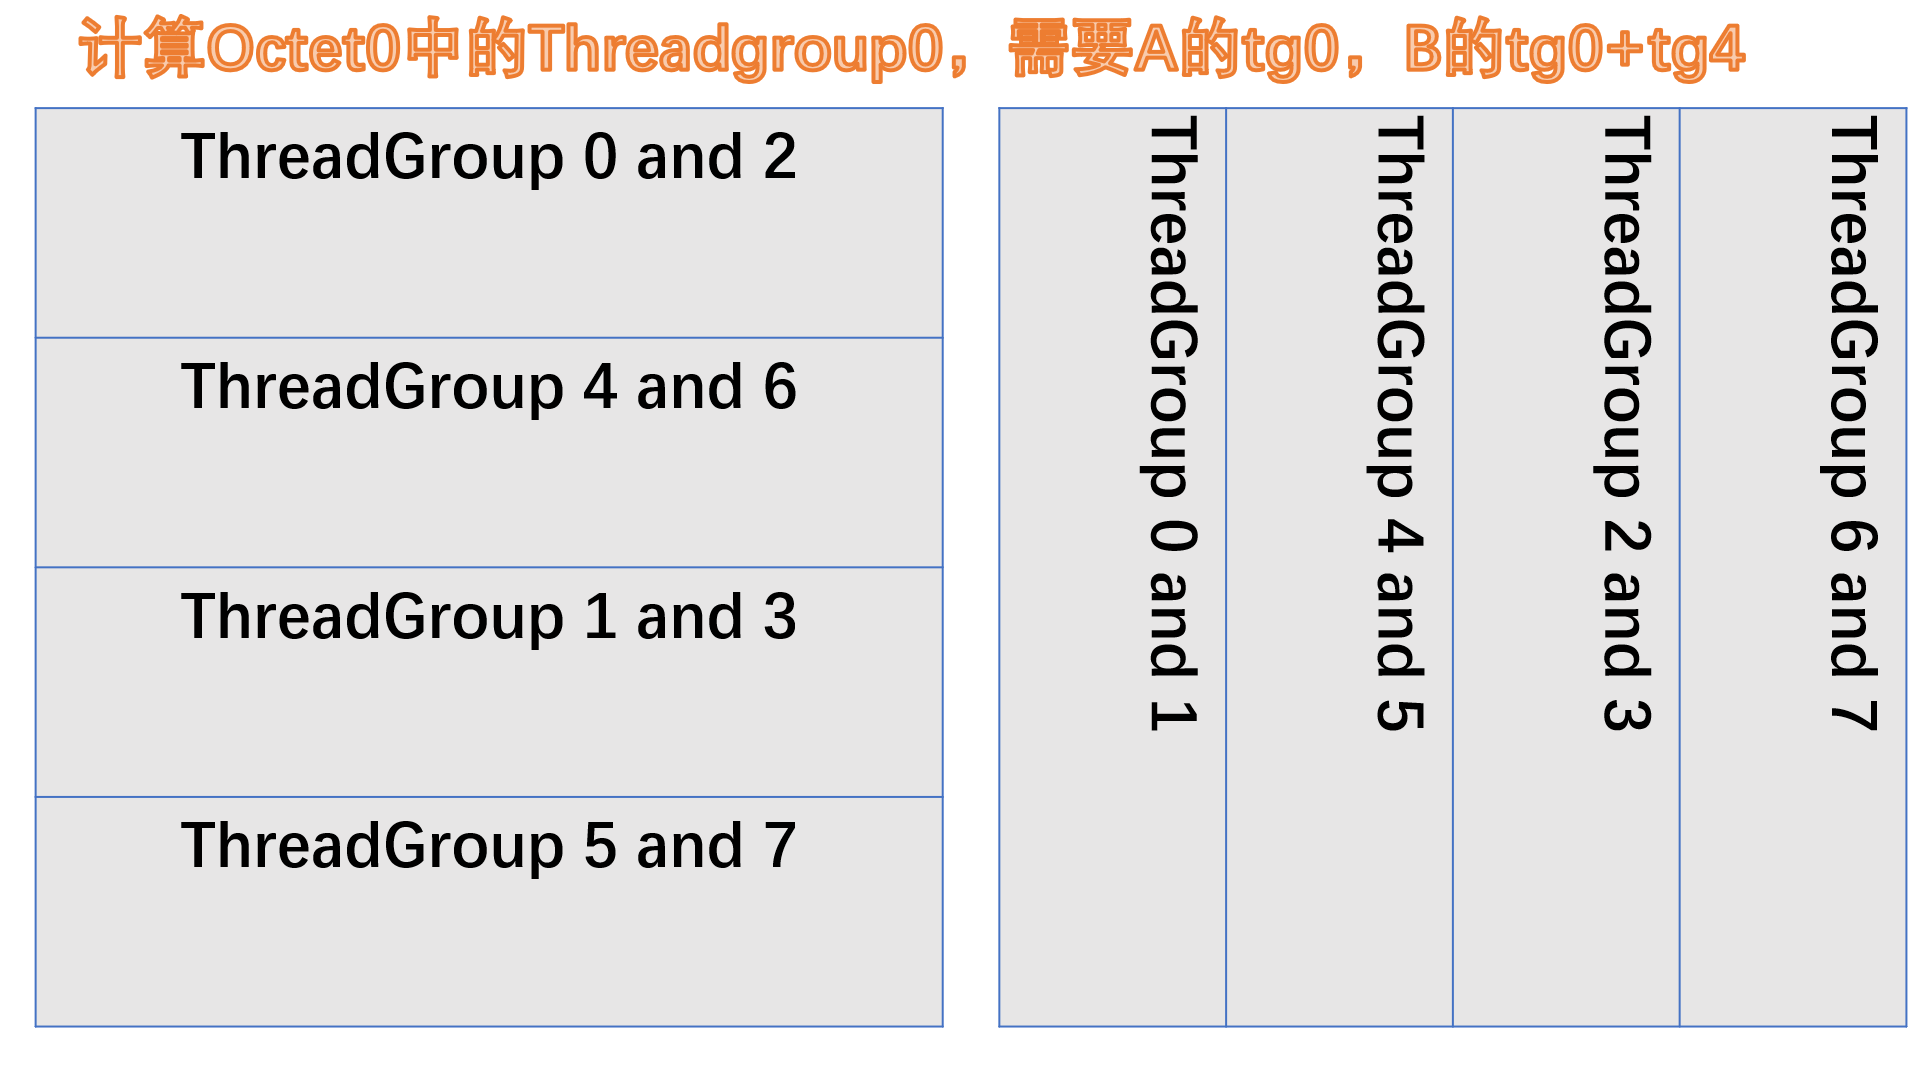 计算Octet0中的Threadgroup0，需要A的tg0，B的tg0+tg4
ThreadGroup 0 and 2
ThreadGroup 4 and 6
ThreadGroup 1 and 3
ThreadGroup 5 and 7
ThreadGroup 0 and 1
ThreadGroup 4 and 5
ThreadGroup 2 and 3
ThreadGroup 6 and 7